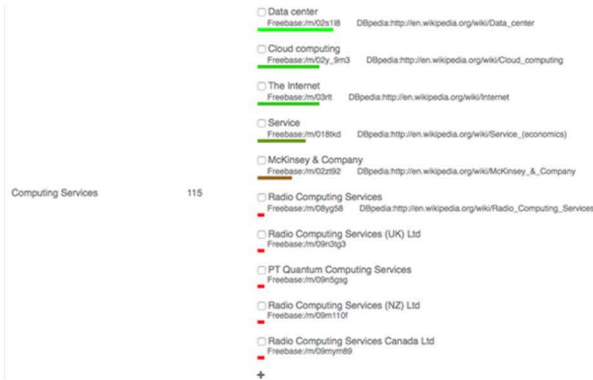 Data center
Freebase:/m/02s1l8 DBpedia:http://en.wikipedia.org/wiki/Data_center
Cloud computing
Freebase:/m/02y_9m3 DBpedia:http://en.wikipedia.org/wiki/Cloud_computing
The Internet
Freebase:/m/03rlt DBpedia:http://en.wikipedia.org/wiki/Internet
Service
Freebase:/m/018tkd DBpedia:http://en.wikipedia.org/wiki/Service_(economics)
McKinsey & Company
Freebase:/m/02zt92 DBpedia:http://en.wikipedia.org/wiki/McKinsey_&_Company
Computing Services 115
Radio Computing Services
Freebase:/m/08yg58 DBpedia:http://en.wikipedia.org/wiki/Radio_Computing_Services
Radio Computing Services (UK) Ltd
Freebase:/m/09n3tg3
PT Quantum Computing Services
Freebase:/m/09n5gsg
Radio Computing Services (NZ) Ltd
Freebase:/m/09m110f
Radio Computing Services Canada Ltd
Freebase:/m/09mym89
+